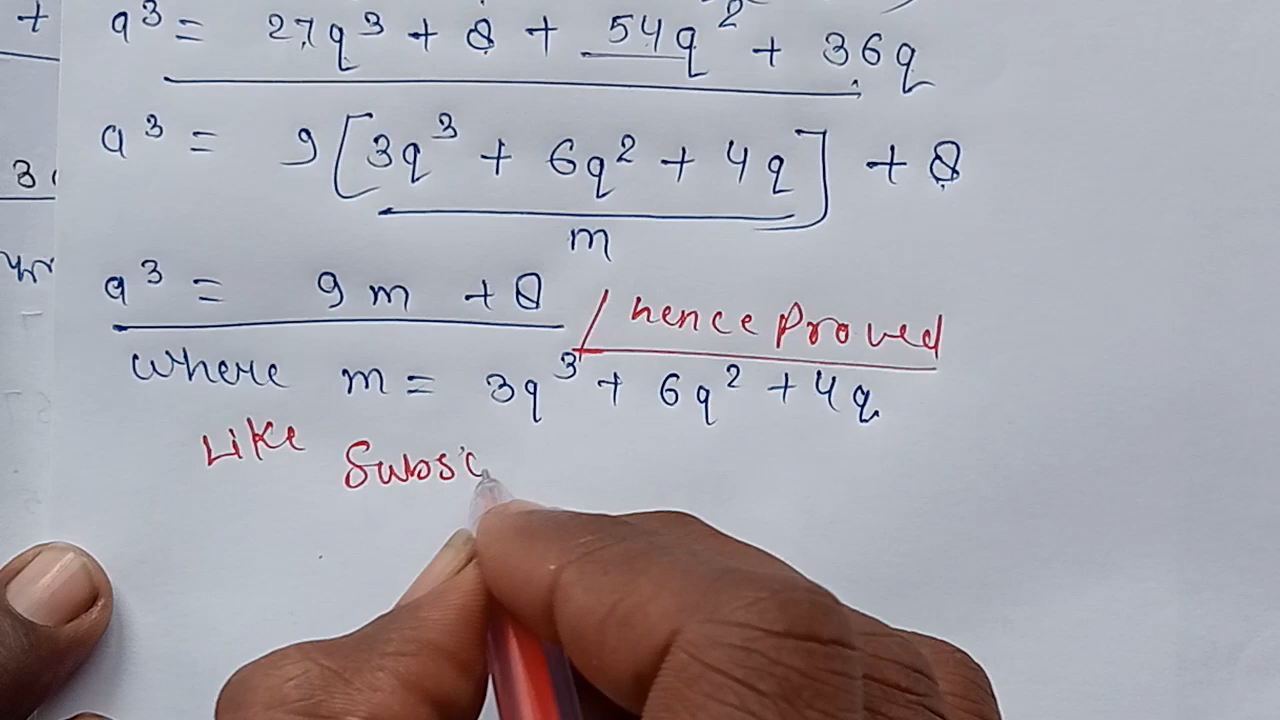 a³ = 27q³ + 8 + 54q² + 36q
a³ = 9[3q³ + 6q² + 4q] + 8
m
a³ = 9m + 8 / hence Proved
where m = 3q³ + 6q² + 4q
Like Subsc